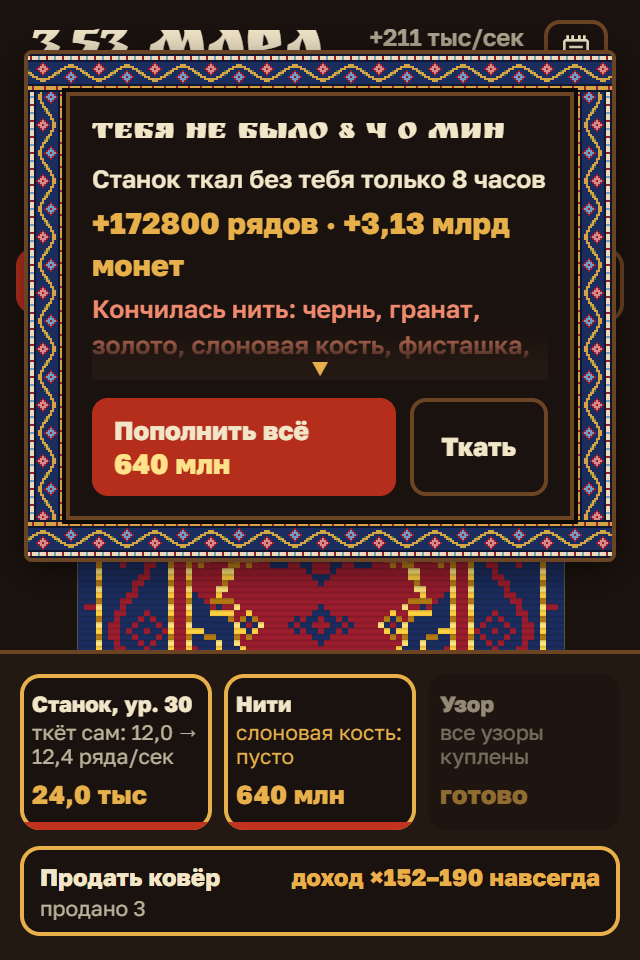 3,53 МЛРД
+211 тыс/сек
ТЕБЯ НЕ БЫЛО 8 Ч 0 МИН
Станок ткал без тебя только 8 часов
+172800 рядов · +3,13 млрд
монет
Кончилась нить: чернь, гранат,
золото, слоновая кость, фисташка,
Пополнить всё
640 млн
Ткать
Станок, ур. 30
ткёт сам: 12,0 →
12,4 ряда/сек
24,0 тыс
Нити
слоновая кость:
пусто
640 млн
Узор
все узоры
куплены
готово
Продать ковёр
доход ×152–190 навсегда
продано 3